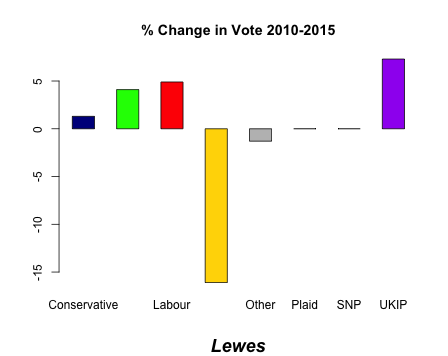 % Change in Vote 2010-2015
5
0
-5
-10
-15
Conservative Labour Other Plaid SNP UKIP
Lewes